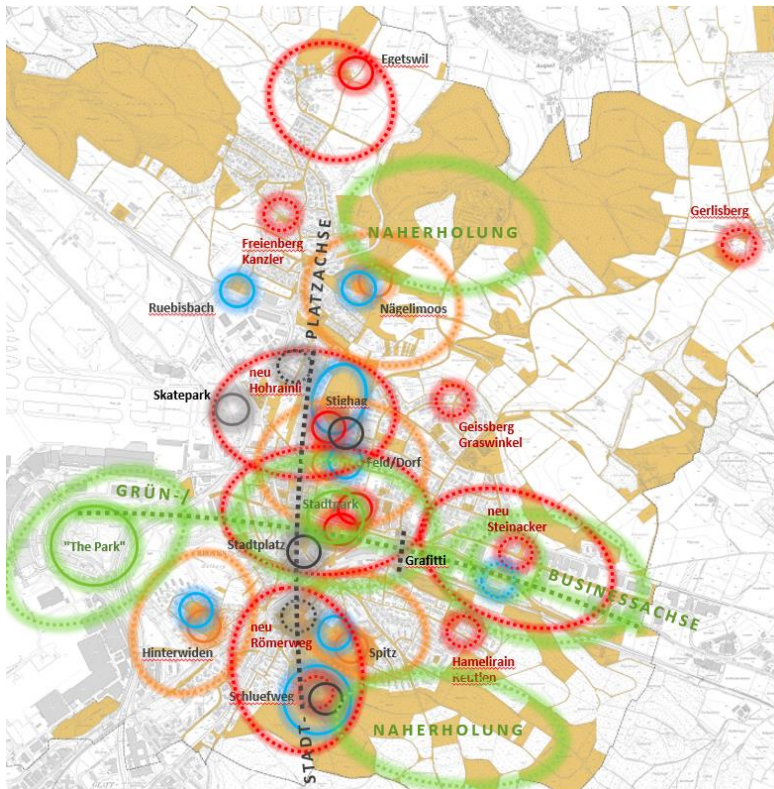 Egetswil
NAHERHOLUNG
Gerlisberg
Freienberg
Kanzler
PLATZACHSE
Ruebisbach
Nägelimoos
neu
Hohrainli
Skatepark
Stighag
Geissberg
Graswinkel
Feld/Dorf
GRÜN-/
Stadtpark
neu
Steinacker
"The Park"
Stadtplatz
Grafitti
BUSINESSACHSE
neu
Römerweg
Hinterwiden
Spitz
Hamelirain
Reutlen
Schluefweg
NAHERHOLUNG
STADT-